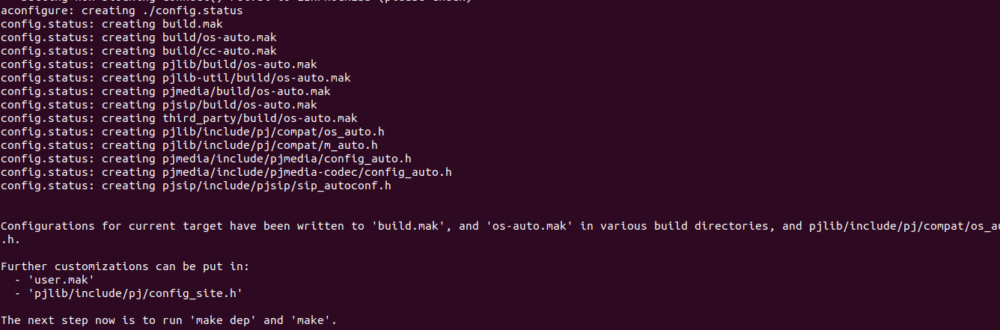 aconfigure: creating ./config.status
config.status: creating build.mak
config.status: creating build/os-auto.mak
config.status: creating build/cc-auto.mak
config.status: creating pjlib/build/os-auto.mak
config.status: creating pjlib-util/build/os-auto.mak
config.status: creating pjmedia/build/os-auto.mak
config.status: creating pjsip/build/os-auto.mak
config.status: creating third_party/build/os-auto.mak
config.status: creating pjlib/include/pj/compat/os_auto.h
config.status: creating pjlib/include/pj/compat/m_auto.h
config.status: creating pjmedia/include/pjmedia/config_auto.h
config.status: creating pjmedia/include/pjmedia-codec/config_auto.h
config.status: creating pjsip/include/pjsip/sip_autoconf.h
Configurations for current target have been written to 'build.mak', and 'os-auto.mak' in various build directories, and pjlib/include/pj/compat/os_au
.h.
Further customizations can be put in:
- 'user.mak'
- 'pjlib/include/pj/config_site.h'
The next step now is to run 'make dep' and 'make'.